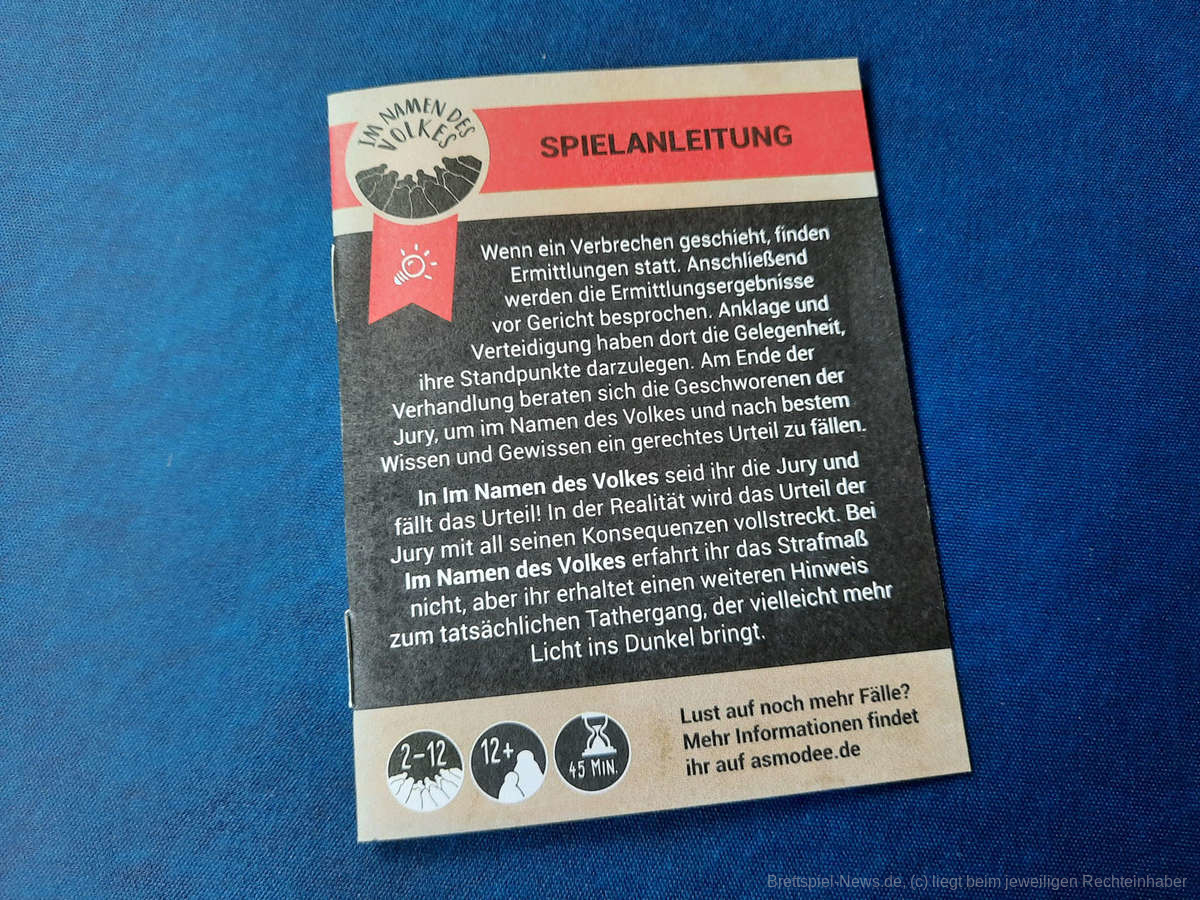 IM NAMEN DES
VOLKES
SPIELANLEITUNG
Wenn ein Verbrechen geschieht, finden
Ermittlungen statt. Anschließend
werden die Ermittlungsergebnisse
vor Gericht besprochen. Anklage und
Verteidigung haben dort die Gelegenheit,
ihre Standpunkte darzulegen. Am Ende der
Verhandlung beraten sich die Geschworenen der
Jury, um im Namen des Volkes und nach bestem
Wissen und Gewissen ein gerechtes Urteil zu fällen.
In Im Namen des Volkes seid ihr die Jury und
fällt das Urteil! In der Realität wird das Urteil der
Jury mit all seinen Konsequenzen vollstreckt. Bei
Im Namen des Volkes erfahrt ihr das Strafmaß
nicht, aber ihr erhaltet einen weiteren Hinweis
zum tatsächlichen Tathergang, der vielleicht mehr
Licht ins Dunkel bringt.
2–12
12+
45 MIN.
Lust auf noch mehr Fälle?
Mehr Informationen findet
ihr auf asmodee.de
Brettspiel-News.de, (c) liegt beim jeweiligen Rechteinhaber